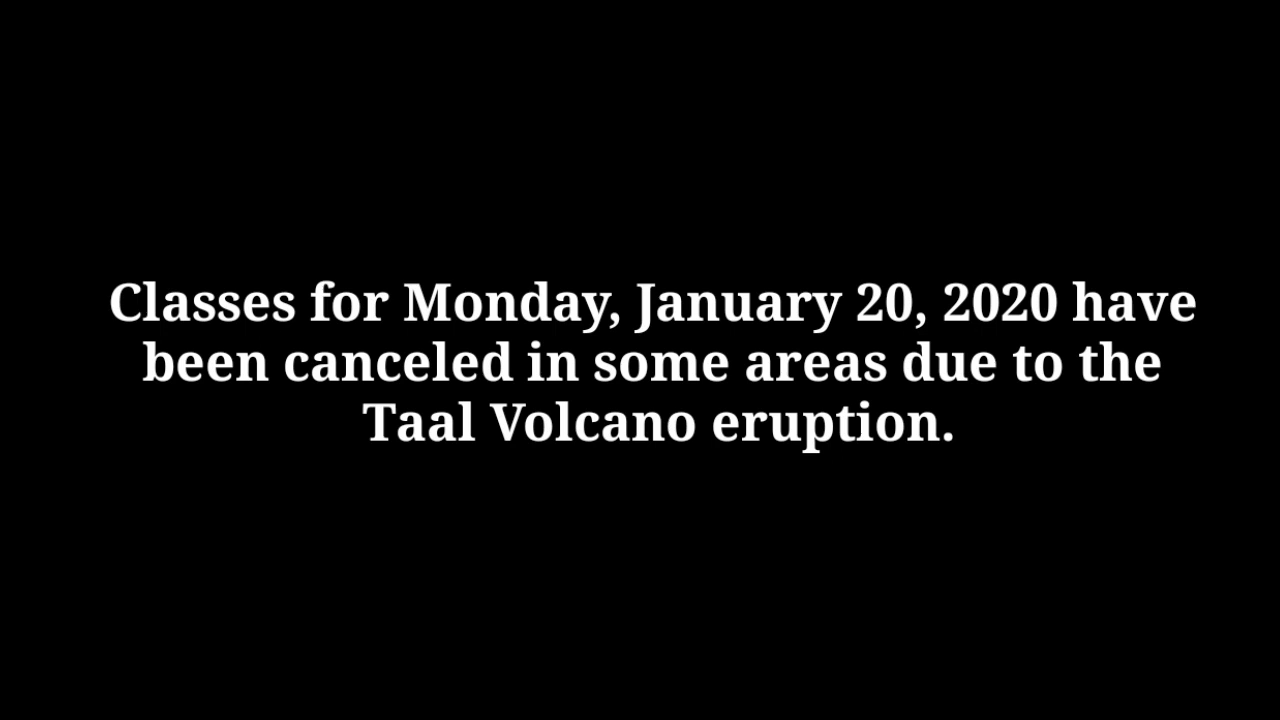 Classes for Monday, January 20, 2020 have
been canceled in some areas due to the
Taal Volcano eruption.